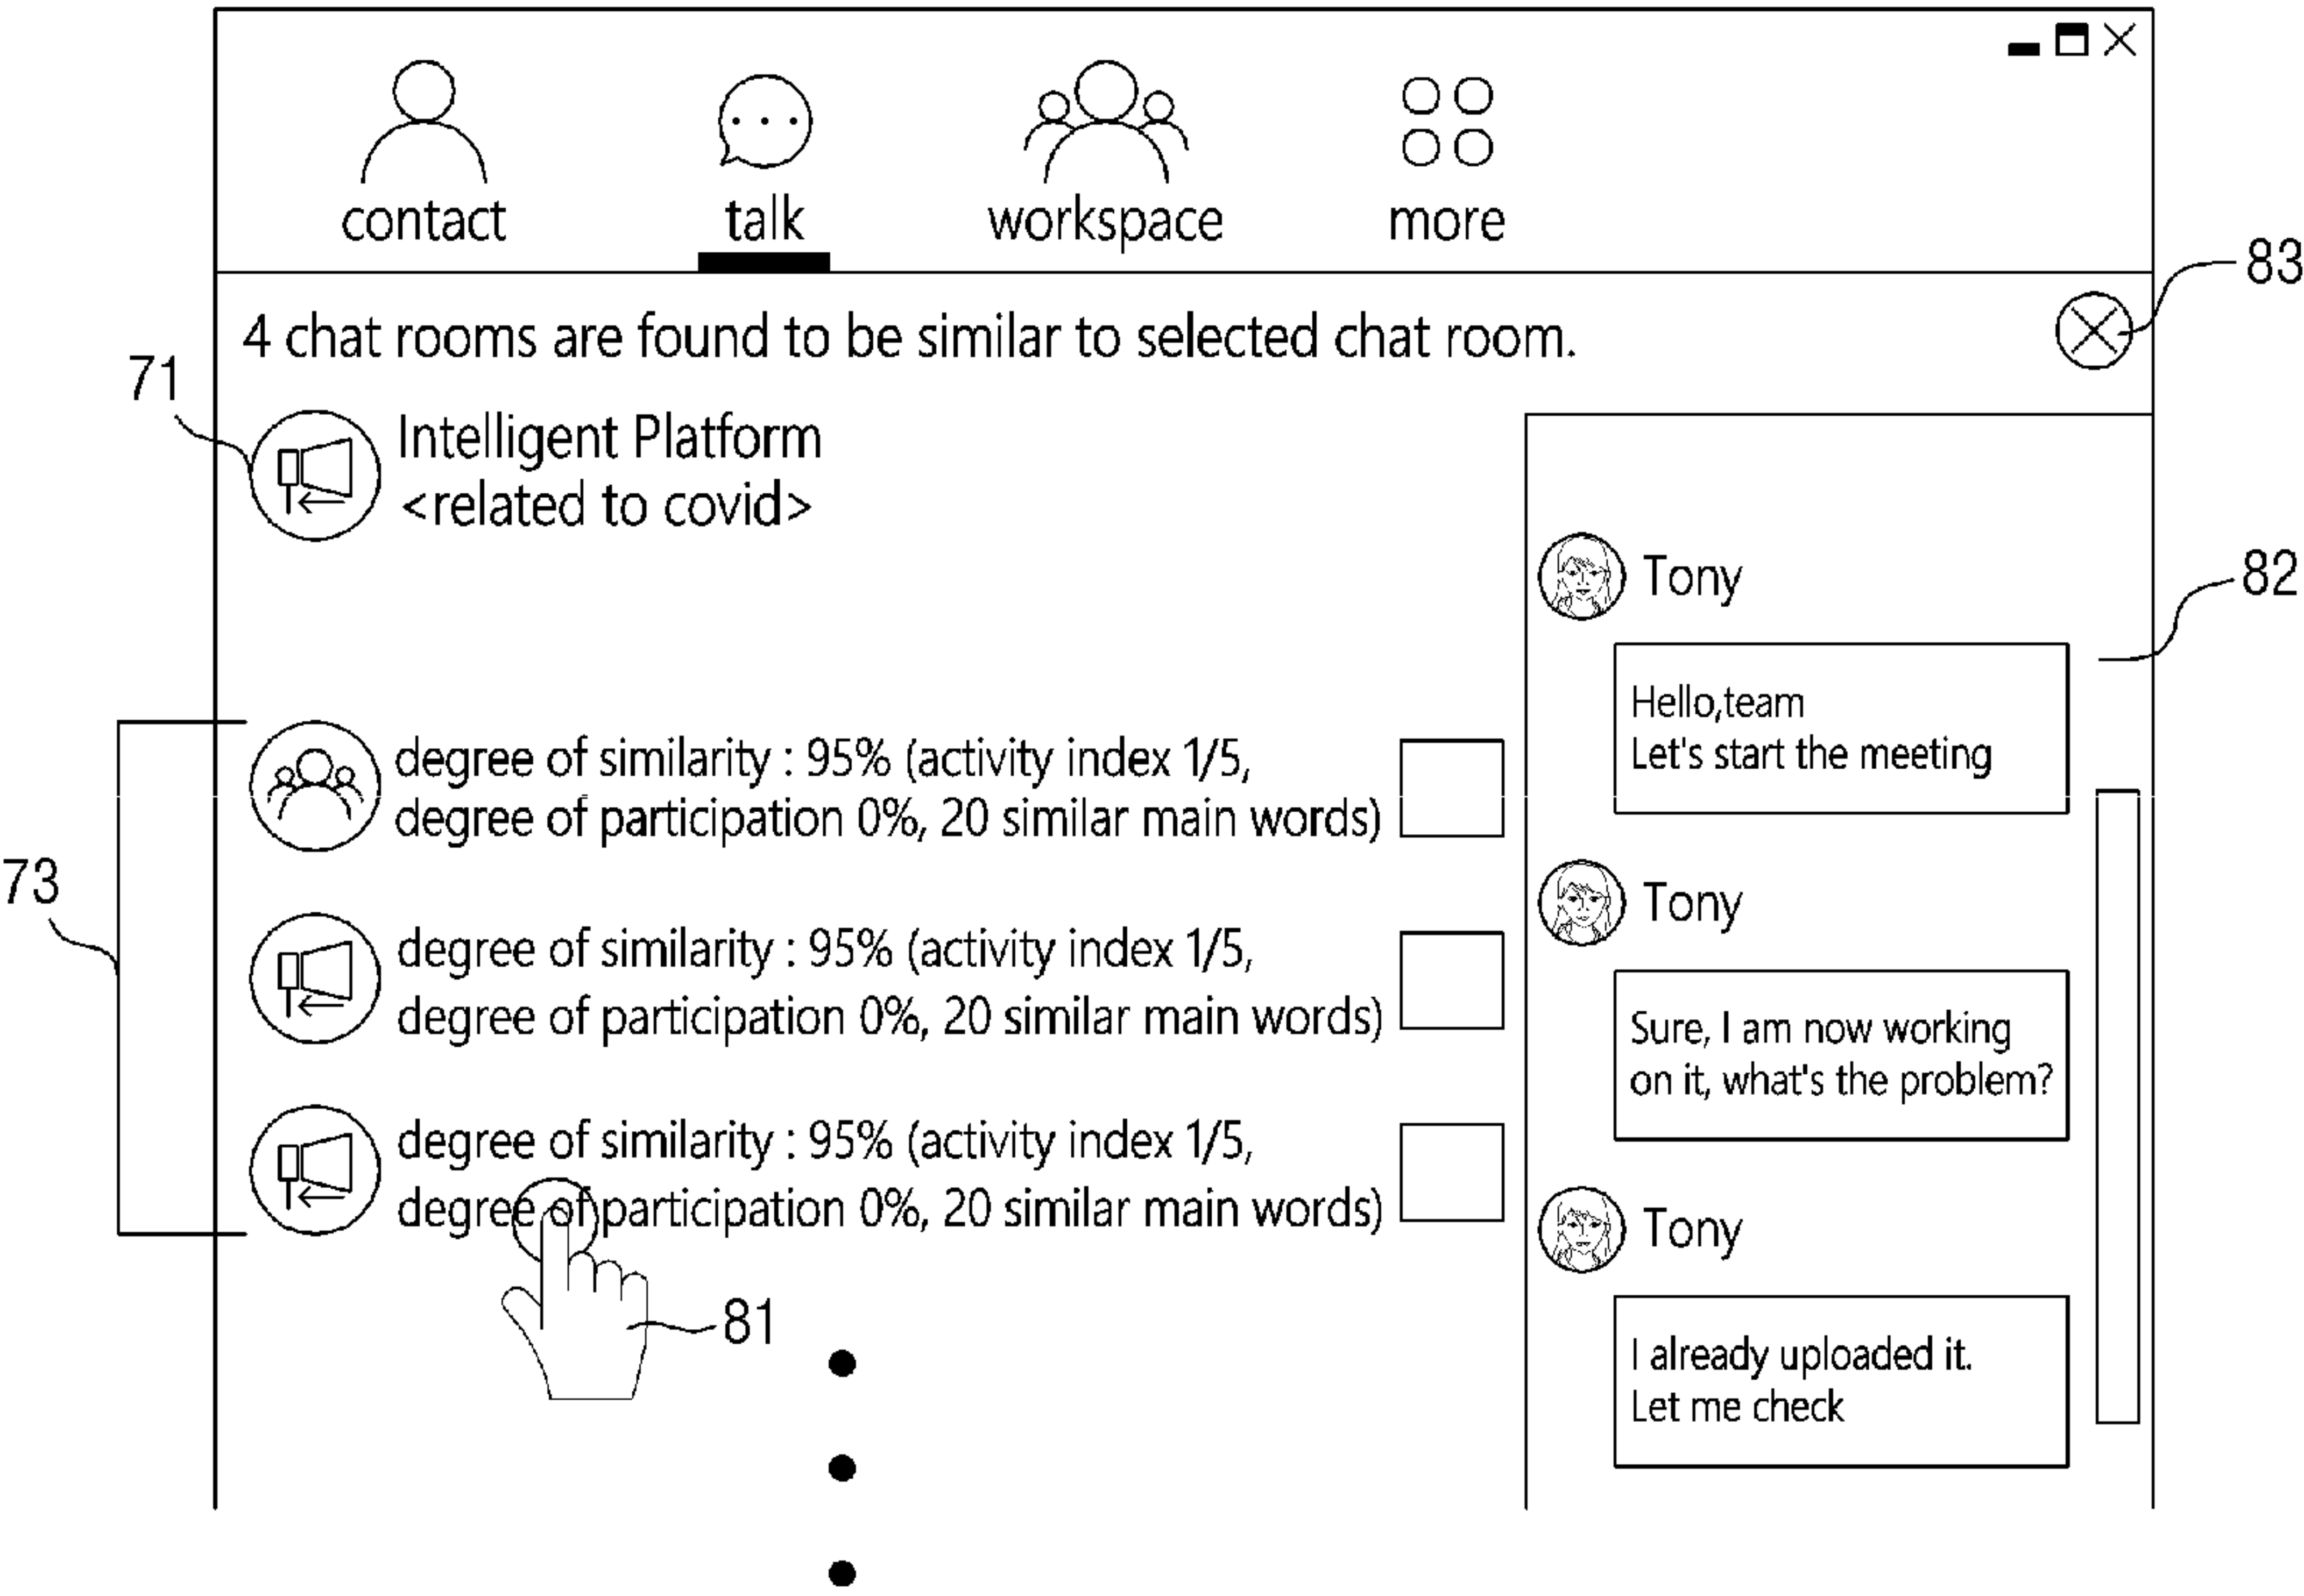 contact
talk
workspace
more
83
4 chat rooms are found to be similar to selected chat room.
71
Intelligent Platform
<related to covid>
82
Tony
Hello,team
Let's start the meeting
73
degree of similarity : 95% (activity index 1/5,
degree of participation 0%, 20 similar main words)
Tony
degree of similarity : 95% (activity index 1/5,
degree of participation 0%, 20 similar main words)
Sure, I am now working
on it, what's the problem?
degree of similarity : 95% (activity index 1/5,
degree of participation 0%, 20 similar main words)
Tony
81
I already uploaded it.
Let me check